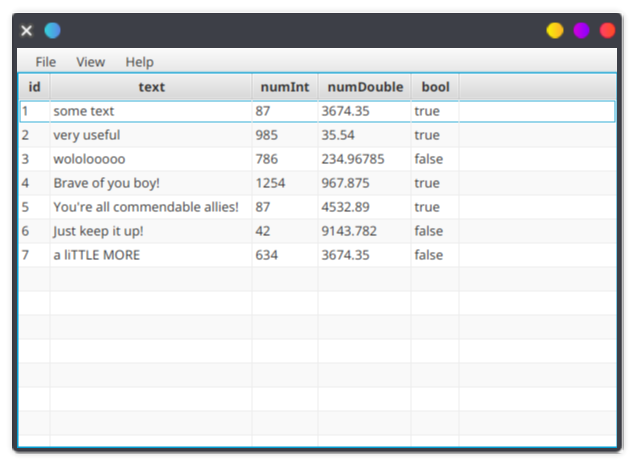 File View Help
id text numInt numDouble bool
1 some text 87 3674.35 true
2 very useful 985 35.54 true
3 wololooooo 786 234.96785 false
4 Brave of you boy! 1254 967.875 true
5 You're all commendable allies! 87 4532.89 true
6 Just keep it up! 42 9143.782 false
7 a liTTLE MORE 634 3674.35 false